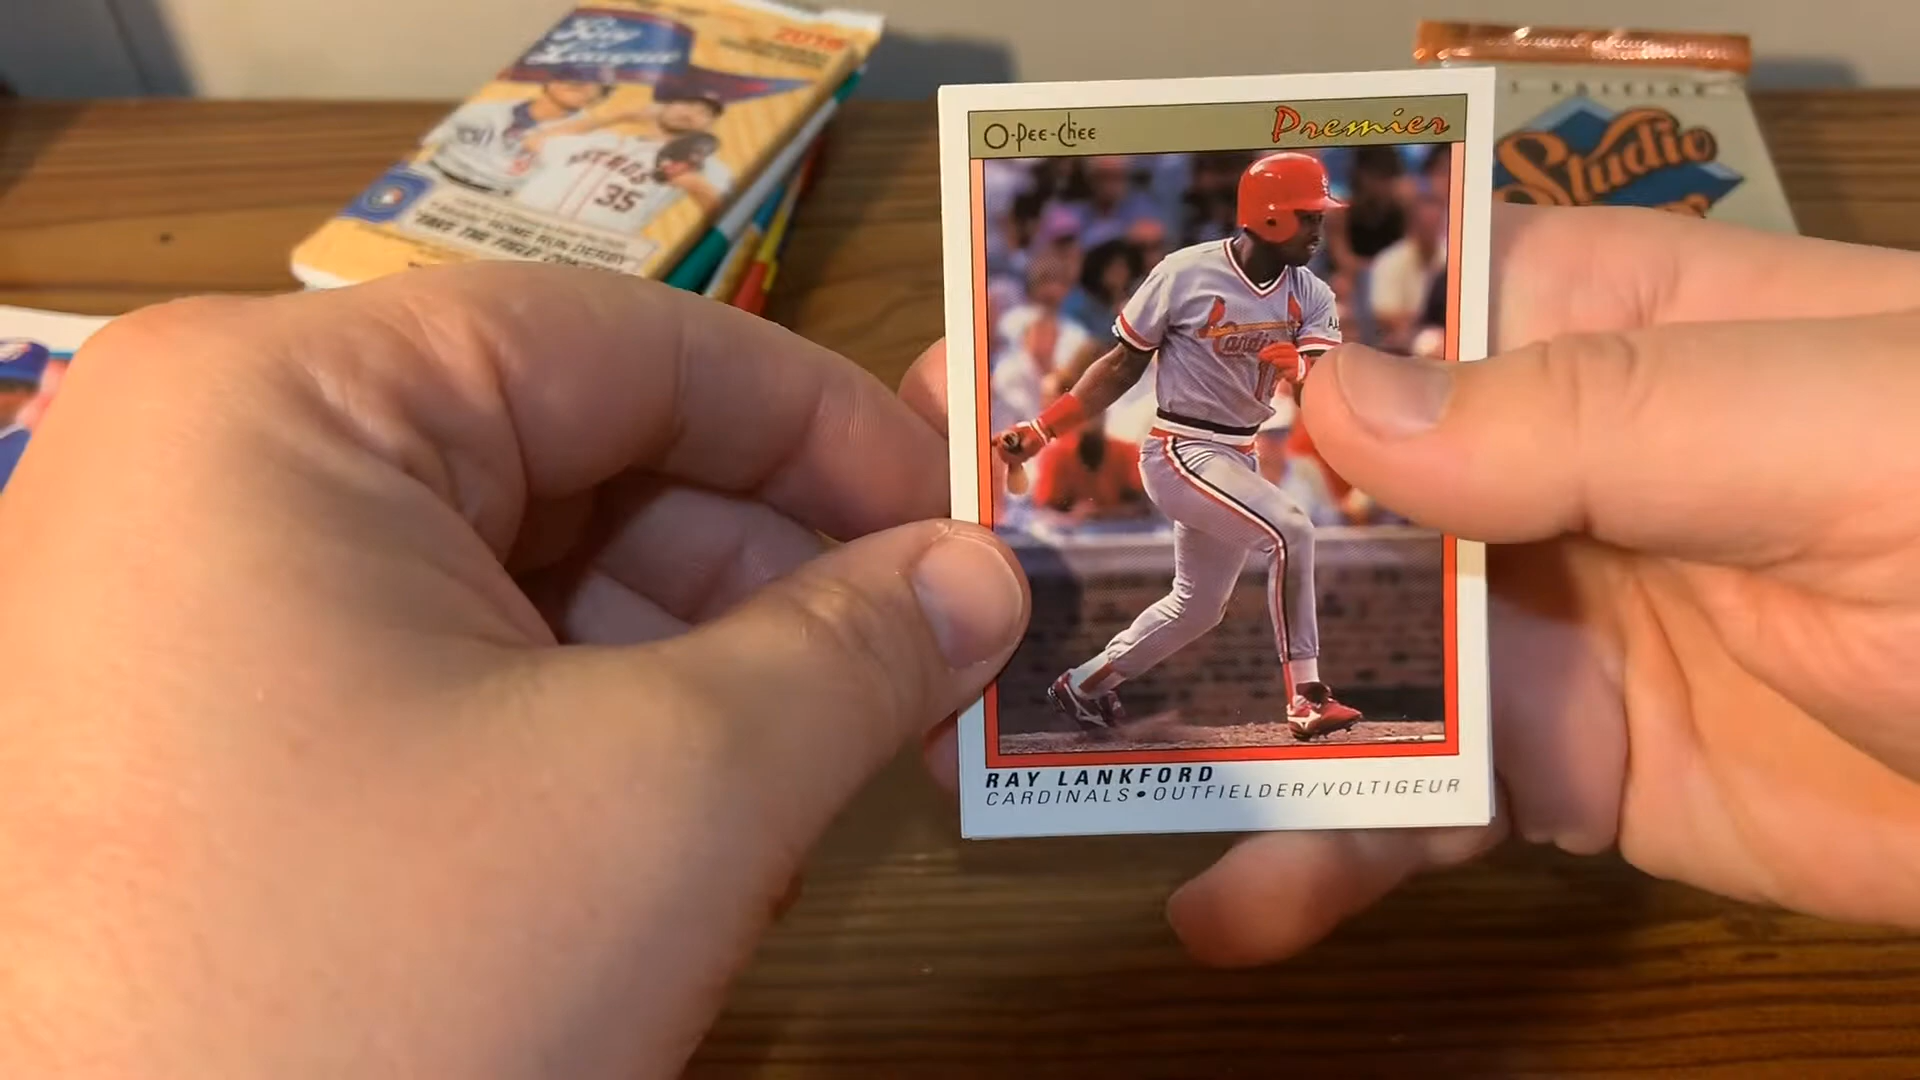 Big
League
2018
ASTROS
35
HOME RUN DERBY
TAKE THE FIELD
O-Pee-Chee
Premier
Cardinals
RAY LANKFORD
CARDINALS • OUTFIELDER/VOLTIGEUR
Studio